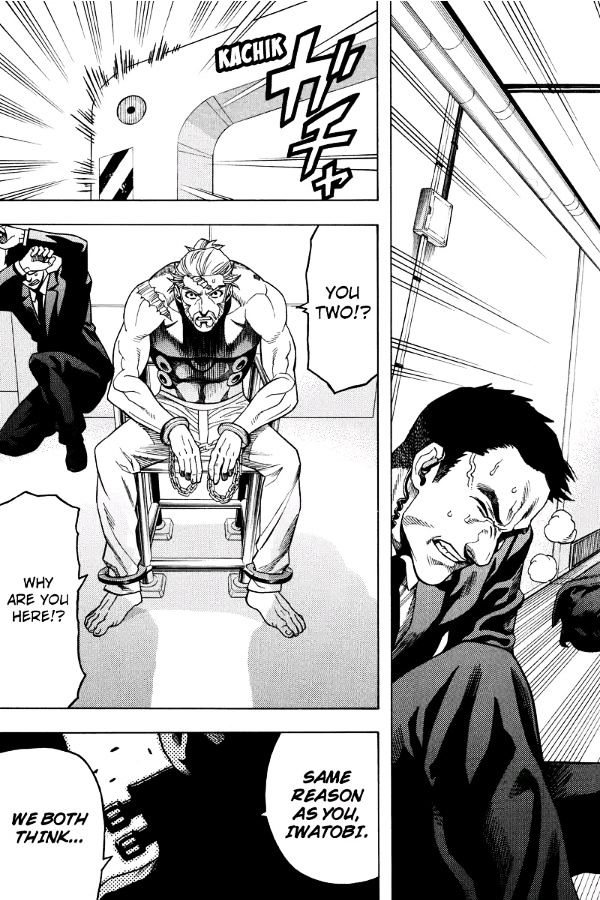 KACHIK
ガチャ
YOU
TWO!?
WHY
ARE YOU
HERE!?
SAME
REASON
AS YOU,
IWATOBI.
WE BOTH
THINK...